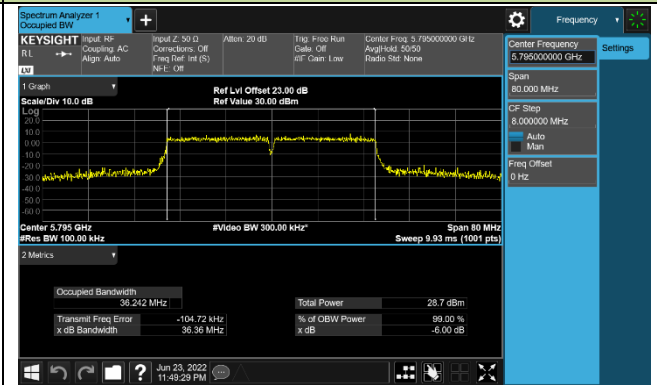 Spectrum Analyzer 1
Occupied BW
+
Frequency
KEYSIGHT Input: RF
RL
Coupling: AC
Align: Auto
LXI
Input Z: 50 Ω
Corrections: Off
Freq Ref: Int (S)
NFE: Off
Atten: 20 dB
Trig: Free Run
Gate: Off
#IF Gain: Low
Center Freq: 5.795000000 GHz
Avg|Hold: 50/50
Radio Std: None
Center Frequency
5.795000000 GHz
Settings
Span
80.000 MHz
CF Step
8.000000 MHz
Auto
Man
Freq Offset
0 Hz
1 Graph
Scale/Div 10.0 dB
Ref Lvl Offset 23.00 dB
Ref Value 30.00 dBm
Log
20.0
10.0
0.00
-10.0
-20.0
-30.0
-40.0
-50.0
-60.0
Center 5.795 GHz
#Res BW 100.00 kHz
#Video BW 300.00 kHz*
Span 80 MHz
Sweep 9.93 ms (1001 pts)
2 Metrics
Occupied Bandwidth
36.242 MHz
Total Power 28.7 dBm
Transmit Freq Error -104.72 kHz
% of OBW Power 99.00 %
x dB Bandwidth 36.36 MHz
x dB -6.00 dB
?
Jun 23, 2022
11:49:29 PM